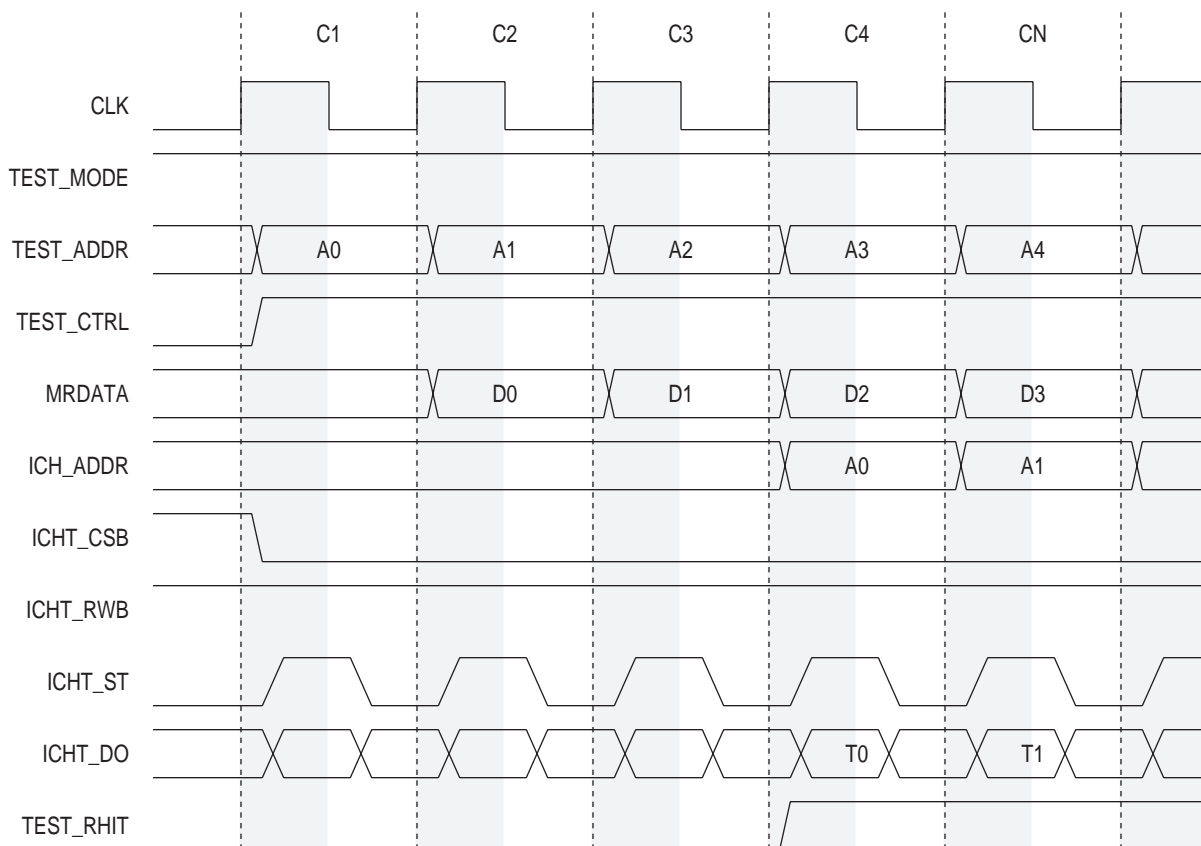 C1 C2 C3 C4 CN
CLK
TEST_MODE
TEST_ADDR A0 A1 A2 A3 A4
TEST_CTRL
MRDATA D0 D1 D2 D3
ICH_ADDR A0 A1
ICHT_CSB
ICHT_RWB
ICHT_ST
ICHT_DO T0 T1
TEST_RHIT